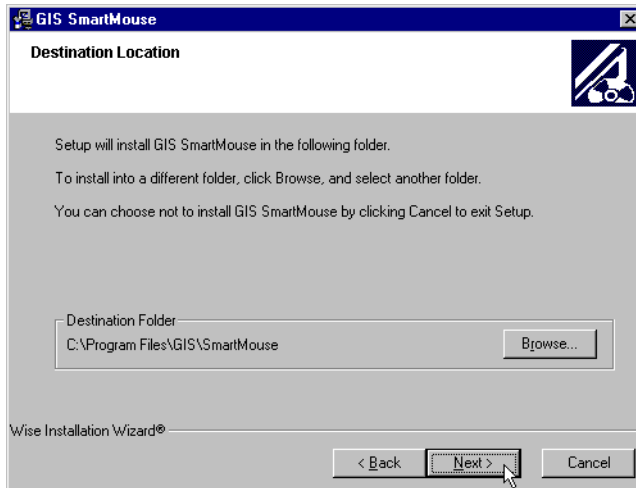 GIS SmartMouse
Destination Location
Setup will install GIS SmartMouse in the following folder.
To install into a different folder, click Browse, and select another folder.
You can choose not to install GIS SmartMouse by clicking Cancel to exit Setup.
Destination Folder
C:\Program Files\GIS\SmartMouse
Browse...
Wise Installation Wizard®
< Back
Next >
Cancel